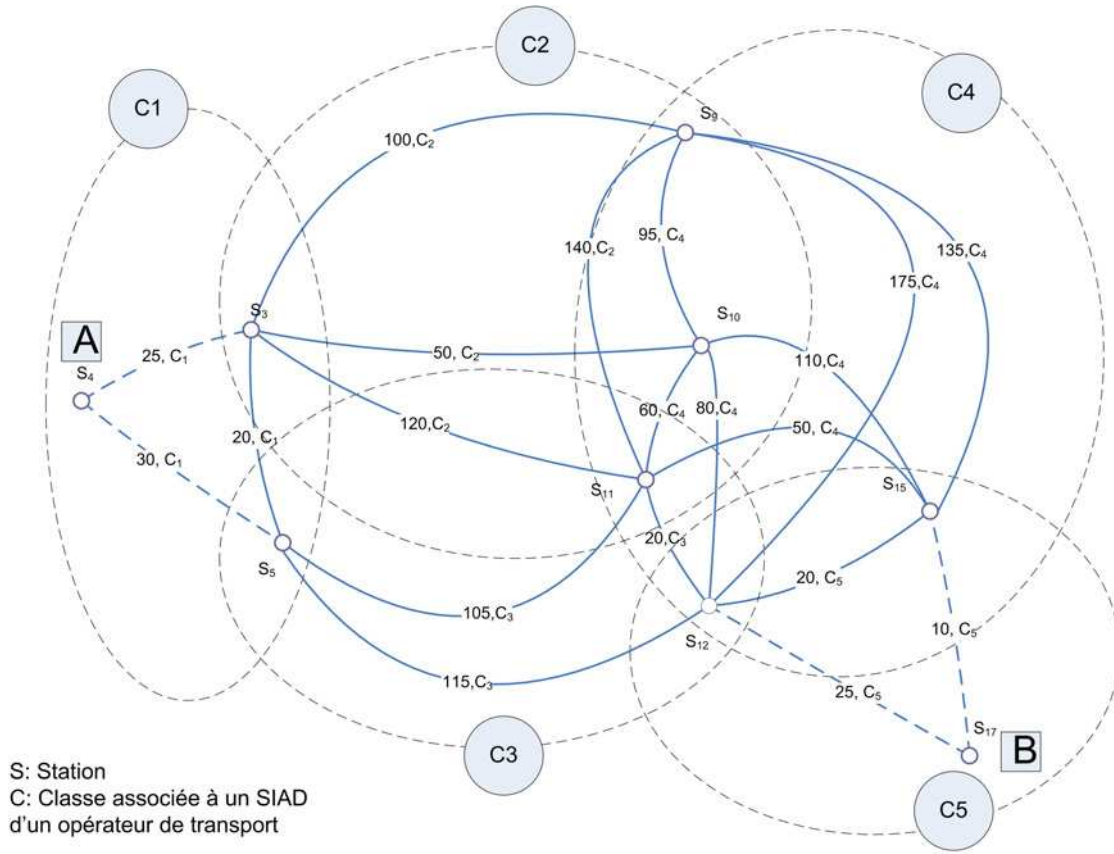 C2
C4
C1
S9
100,C2
95, C4
140,C2
135,C4
175,C4
S3
S10
A
25, C1
50, C2
110,C4
S4
60, C4
80,C4
120,C2
50, C4
20, C1
30, C1
S11
S15
20,C3
S5
20, C5
105,C3
S12
10, C5
115,C3
25, C5
S17
B
C3
S: Station
C: Classe associée à un SIAD
d'un opérateur de transport
C5